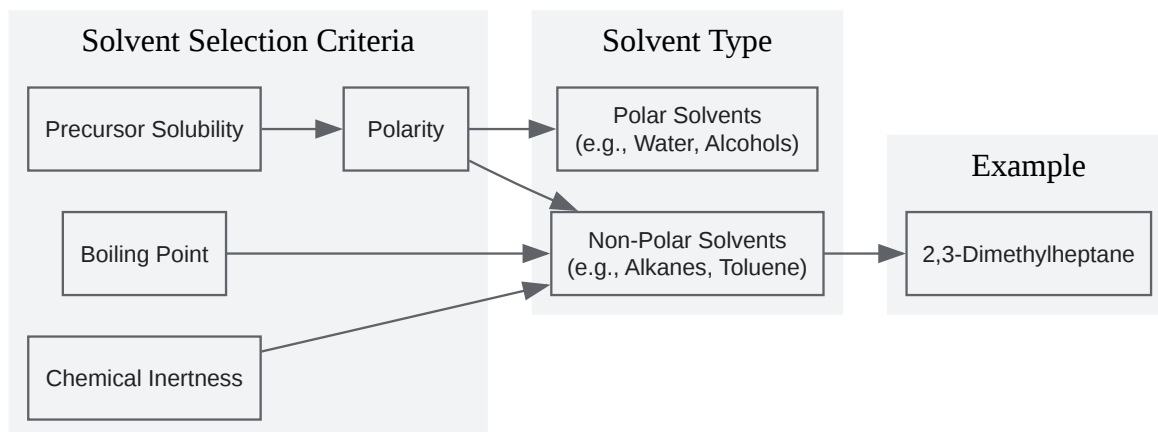 Solvent Selection Criteria
Precursor Solubility
Polarity
Boiling Point
Chemical Inertness
Solvent Type
Polar Solvents
(e.g., Water, Alcohols)
Non-Polar Solvents
(e.g., Alkanes, Toluene)
Example
2,3-Dimethylheptane